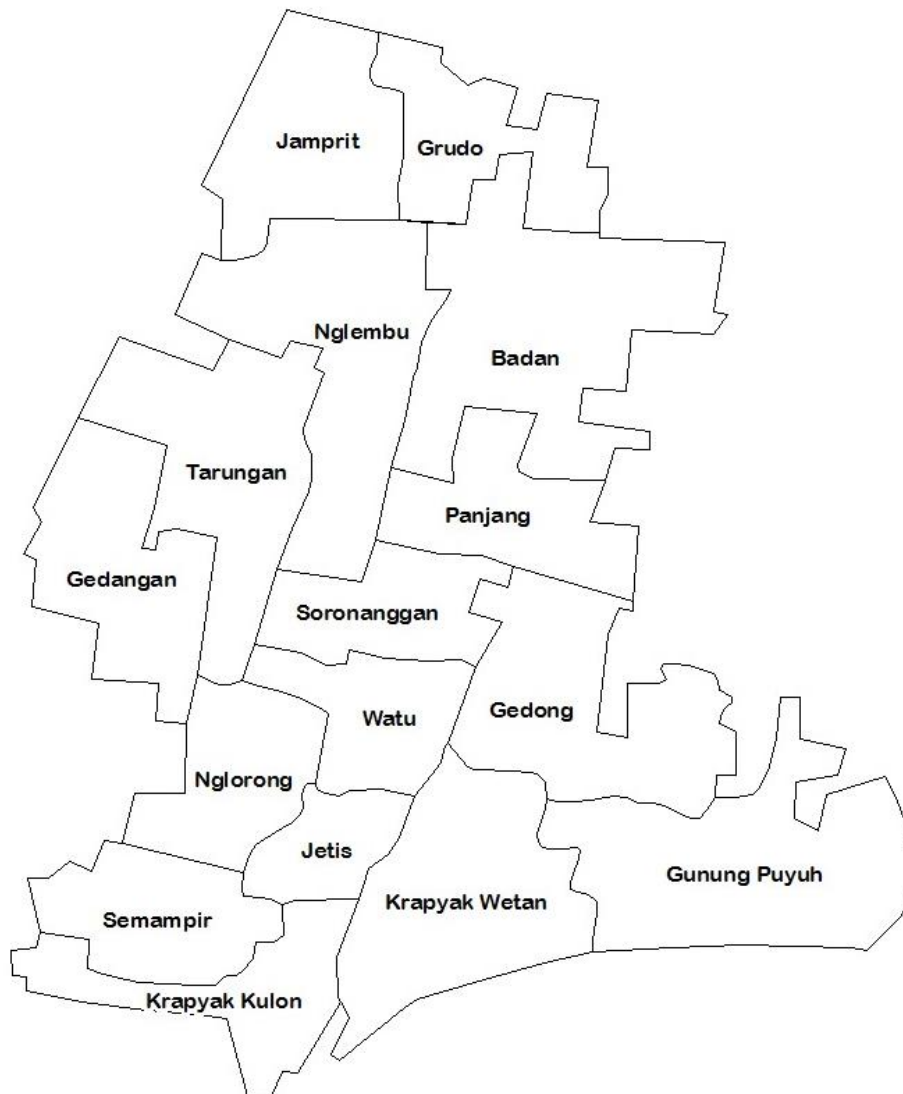 Jamprit
Grudo
Nglembu
Badan
Tarungan
Panjang
Gedangan
Soronanggan
Gedong
Watu
Nglorong
Jetis
Gunung Puyuh
Krapyak Wetan
Semampir
Krapyak Kulon